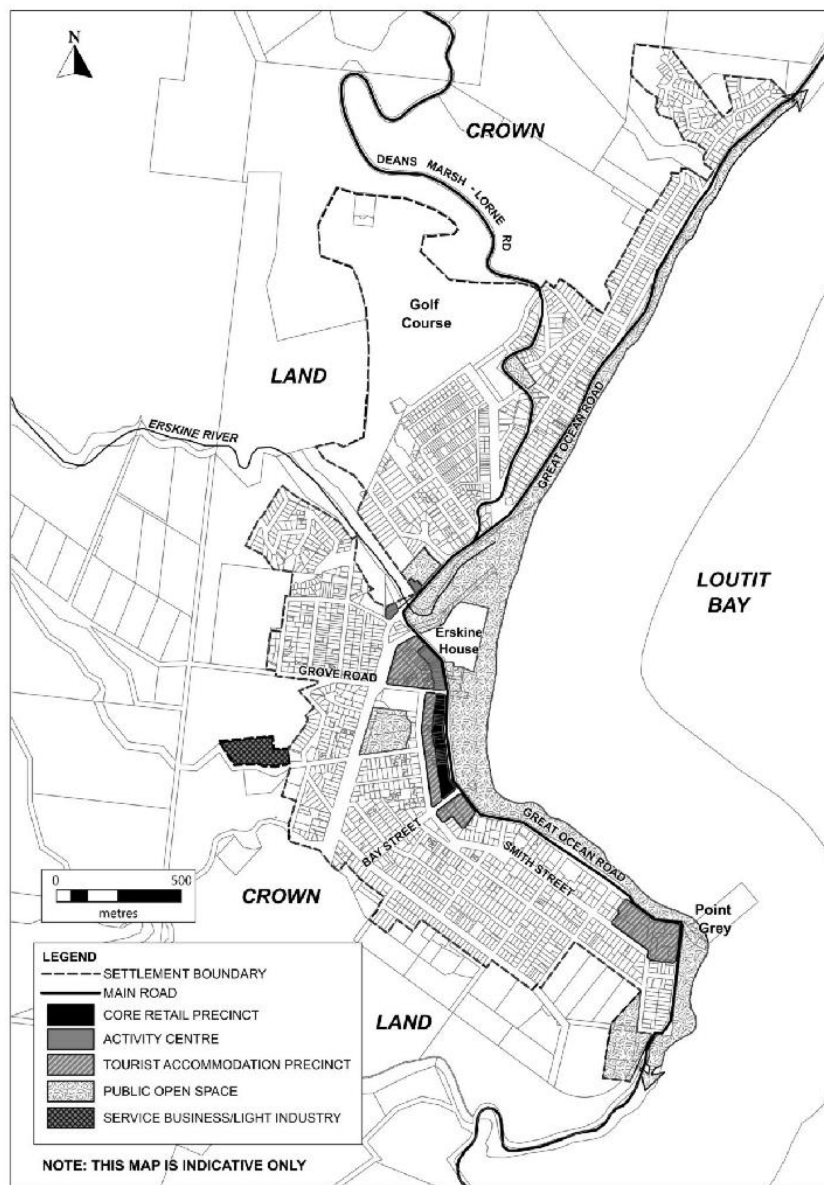 N
CROWN
DEANS MARSH - LORNE RD
Golf
Course
LAND
ERSKINE RIVER
GREAT OCEAN ROAD
LOUTIT
BAY
Erskine
House
GROVE ROAD
GREAT OCEAN ROAD
BAY STREET
SMITH STREET
0 500
metres
CROWN
Point
Grey
LAND
LEGEND
SETTLEMENT BOUNDARY
MAIN ROAD
CORE RETAIL PRECINCT
ACTIVITY CENTRE
TOURIST ACCOMMODATION PRECINCT
PUBLIC OPEN SPACE
SERVICE BUSINESS/LIGHT INDUSTRY
NOTE: THIS MAP IS INDICATIVE ONLY